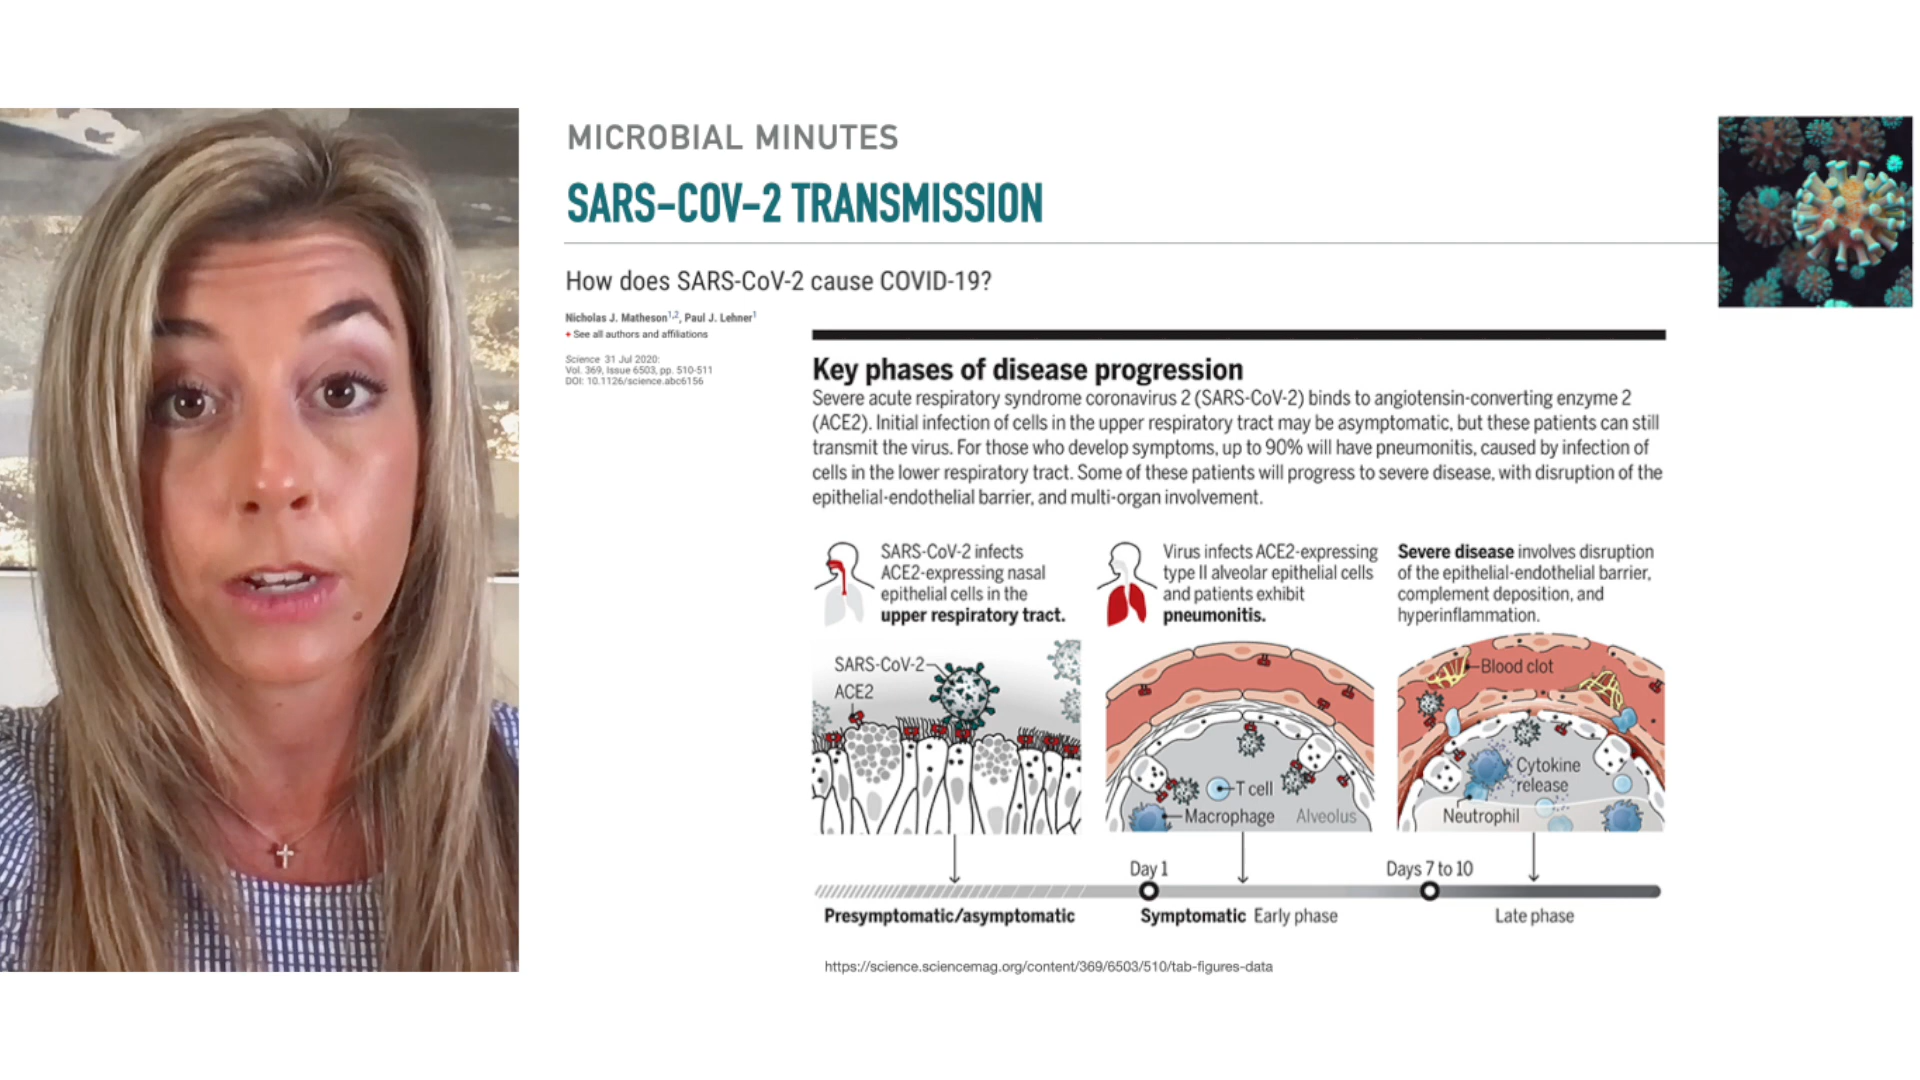 MICROBIAL MINUTES
SARS-COV-2 TRANSMISSION
How does SARS-CoV-2 cause COVID-19?
Nicholas J. Matheson1,2, Paul J. Lehner1
+ See all authors and affiliations
Science 31 Jul 2020:
Vol. 369, Issue 6503, pp. 510-511
DOI: 10.1126/science.abc6156
Key phases of disease progression
Severe acute respiratory syndrome coronavirus 2 (SARS-CoV-2) binds to angiotensin-converting enzyme 2
(ACE2). Initial infection of cells in the upper respiratory tract may be asymptomatic, but these patients can still
transmit the virus. For those who develop symptoms, up to 90% will have pneumonitis, caused by infection of
cells in the lower respiratory tract. Some of these patients will progress to severe disease, with disruption of the
epithelial-endothelial barrier, and multi-organ involvement.
SARS-CoV-2 infects
ACE2-expressing nasal
epithelial cells in the
upper respiratory tract.
Virus infects ACE2-expressing
type II alveolar epithelial cells
and patients exhibit
pneumonitis.
Severe disease involves disruption
of the epithelial-endothelial barrier,
complement deposition, and
hyperinflammation.
SARS-CoV-2
ACE2
T cell
Macrophage
Alveolus
Blood clot
Cytokine
release
Neutrophil
Day 1
Days 7 to 10
Presymptomatic/asymptomatic
Symptomatic Early phase
Late phase
https://science.sciencemag.org/content/369/6503/510/tab-figures-data